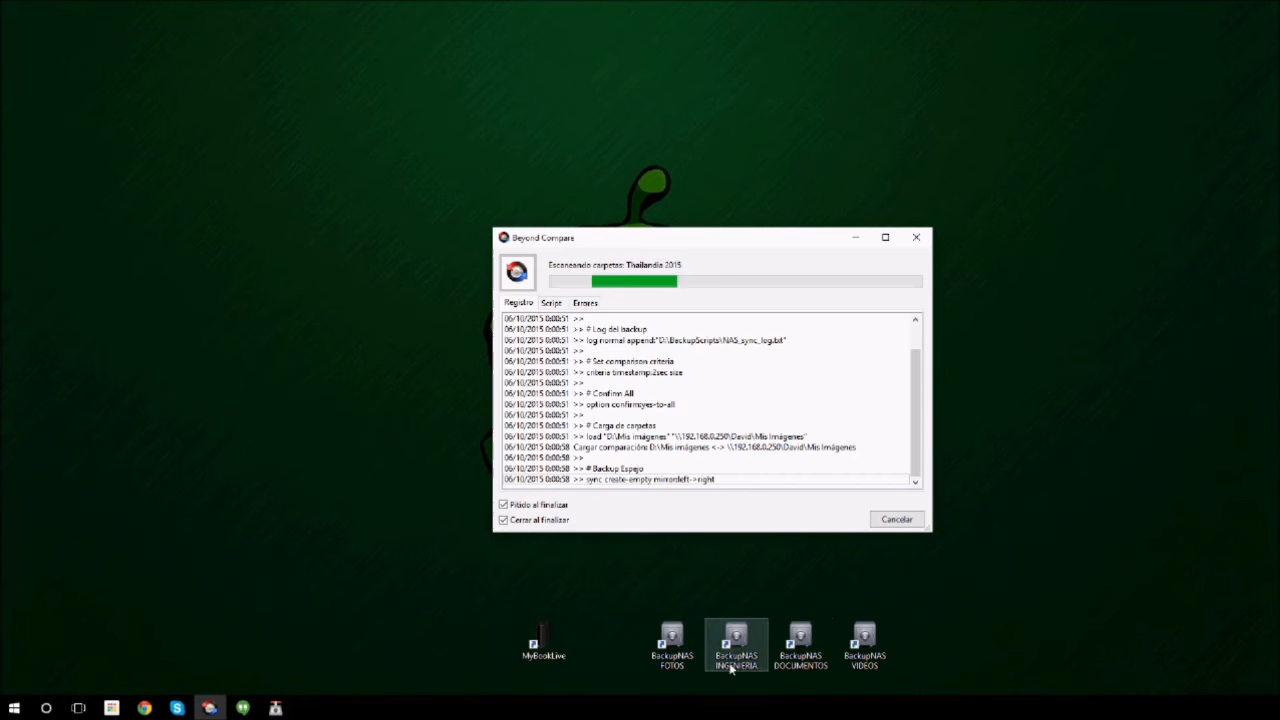 Beyond Compare
Escaneando carpetas: Thailandia 2015
Registro Script Errores
06/10/2015 0:00:51 >>
06/10/2015 0:00:51 >> # Log del backup
06/10/2015 0:00:51 >> log normal append:"D:\BackupScripts\NAS_sync_log.txt"
06/10/2015 0:00:51 >>
06/10/2015 0:00:51 >> # Set comparison criteria
06/10/2015 0:00:51 >> criteria timestamp:2sec size
06/10/2015 0:00:51 >>
06/10/2015 0:00:51 >> # Confirm All
06/10/2015 0:00:51 >> option confirm:yes-to-all
06/10/2015 0:00:51 >>
06/10/2015 0:00:51 >> # Carga de carpetas
06/10/2015 0:00:51 >> load "D:\Mis imágenes" "\\192.168.0.250\David\Mis Imágenes"
06/10/2015 0:00:58 Cargar comparación: D:\Mis imágenes <-> \\192.168.0.250\David\Mis Imágenes
06/10/2015 0:00:58 >>
06/10/2015 0:00:58 >> # Backup Espejo
06/10/2015 0:00:58 >> sync create-empty mirror:left->right
Pitido al finalizar
Cerrar al finalizar
Cancelar
MyBookLive
BackupNAS
FOTOS
BackupNAS
INGENIERIA
BackupNAS
DOCUMENTOS
BackupNAS
VIDEOS